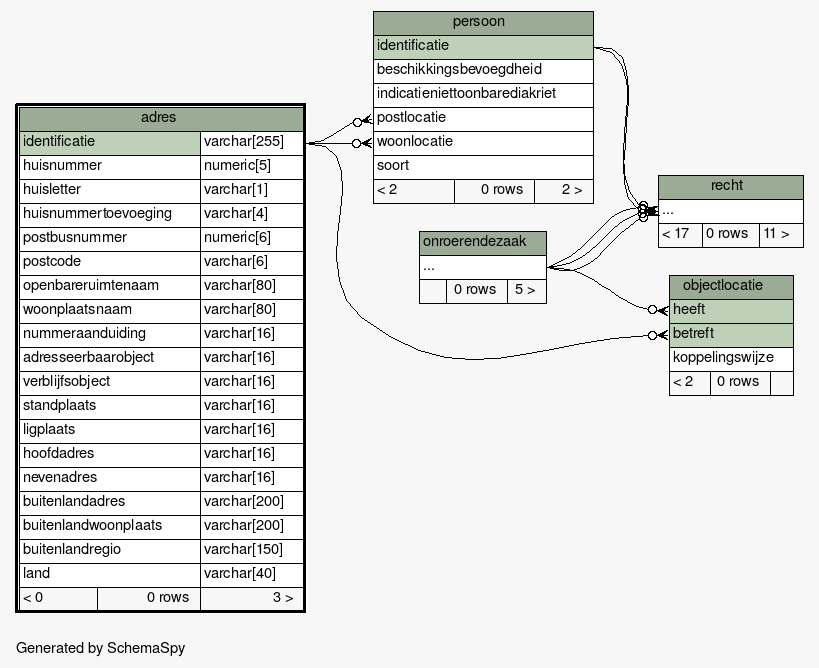 adres
identificatie varchar[255]
huisnummer numeric[5]
huisletter varchar[1]
huisnummertoevoeging varchar[4]
postbusnummer numeric[6]
postcode varchar[6]
openbareruimtenaam varchar[80]
woonplaatsnaam varchar[80]
nummeraanduiding varchar[16]
adresseerbaarobject varchar[16]
verblijfsobject varchar[16]
standplaats varchar[16]
ligplaats varchar[16]
hoofdadres varchar[16]
nevenadres varchar[16]
buitenlandadres varchar[200]
buitenlandwoonplaats varchar[200]
buitenlandregio varchar[150]
land varchar[40]
< 0 0 rows 3 >
persoon
identificatie
beschikkingsbevoegdheid
indicatieniettoonbarediakriet
postlocatie
woonlocatie
soort
< 2 0 rows 2 >
onroerendezaak
...
0 rows 5 >
recht
...
< 17 0 rows 11 >
objectlocatie
heeft
betreft
koppelingswijze
< 2 0 rows
Generated by SchemaSpy